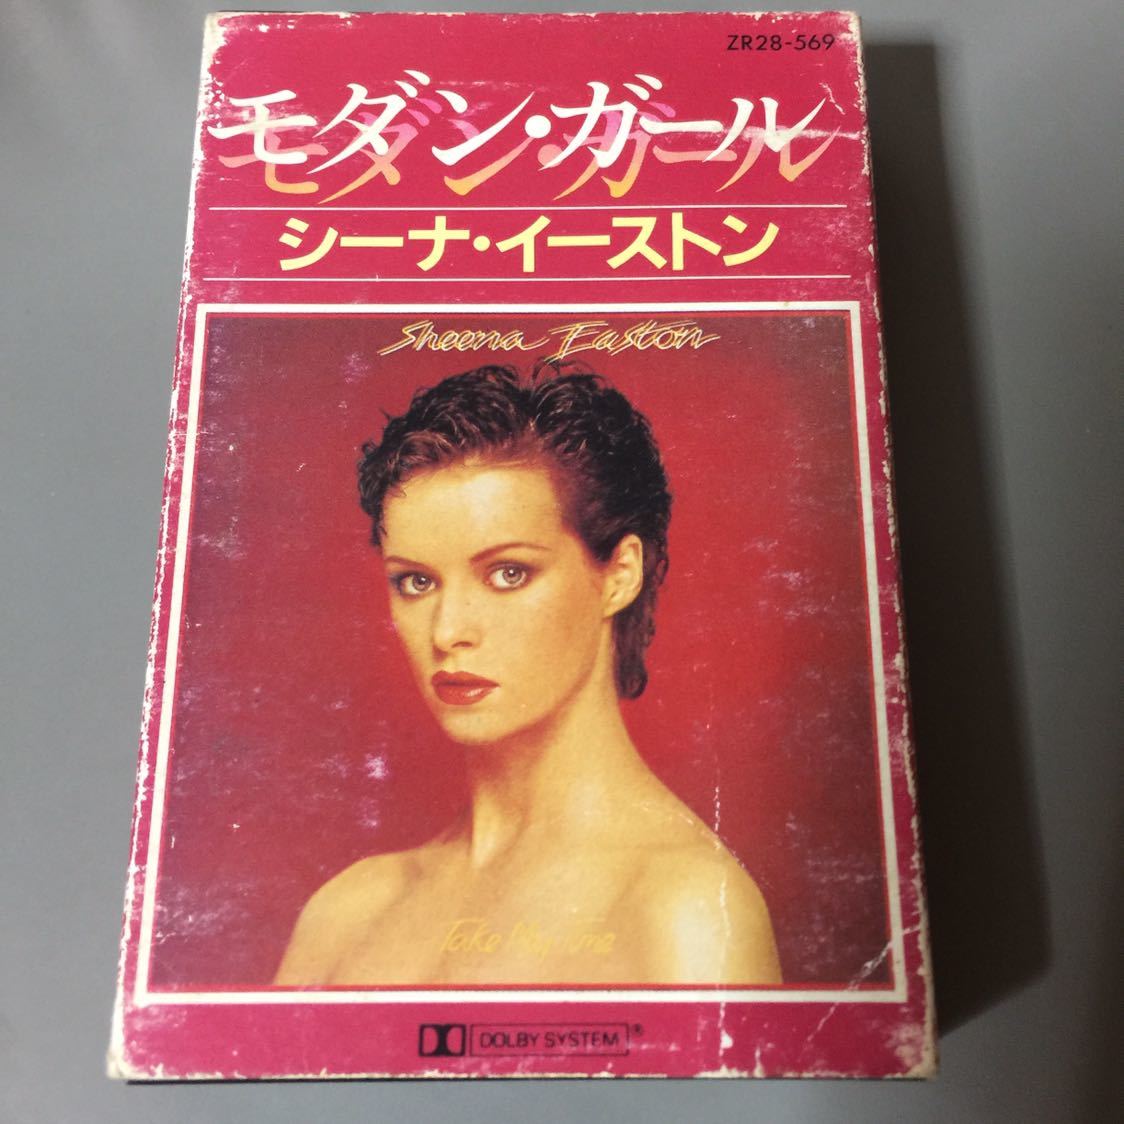 ZR28-569
モダン・ガール
シーナ・イーストン
Sheena Easton
Take My Time
DOLBY SYSTEM®